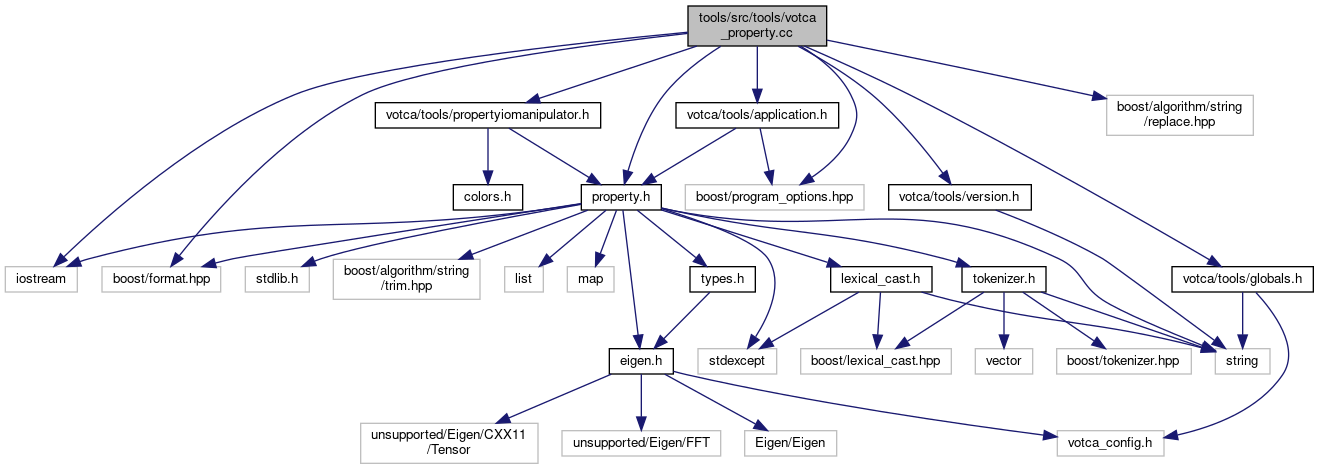 tools/src/tools/votca
_property.cc
votca/tools/propertyiomanipulator.h
votca/tools/application.h
boost/algorithm/string
/replace.hpp
colors.h
property.h
boost/program_options.hpp
votca/tools/version.h
iostream
boost/format.hpp
stdlib.h
boost/algorithm/string
/trim.hpp
list
map
types.h
lexical_cast.h
tokenizer.h
votca/tools/globals.h
eigen.h
stdexcept
boost/lexical_cast.hpp
vector
boost/tokenizer.hpp
string
unsupported/Eigen/CXX11
/Tensor
unsupported/Eigen/FFT
Eigen/Eigen
votca_config.h